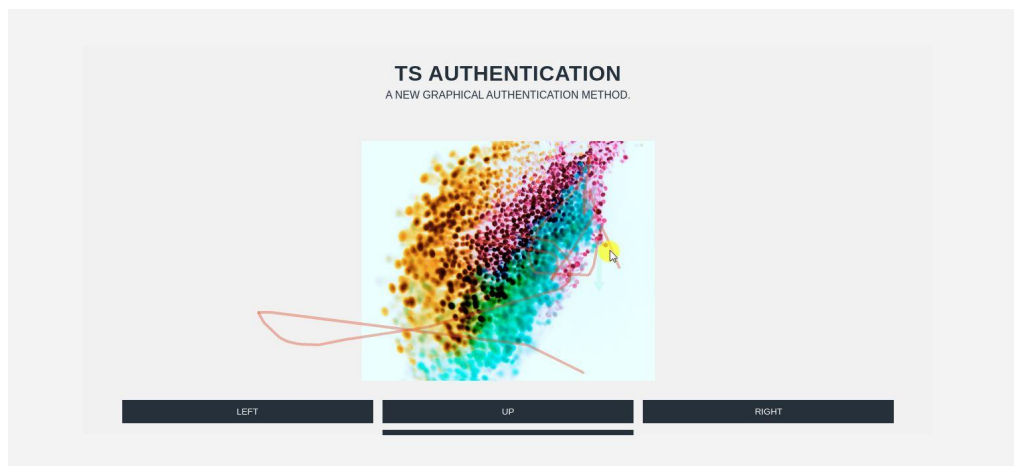 TS AUTHENTICATION
A NEW GRAPHICAL AUTHENTICATION METHOD.
LEFT
UP
RIGHT